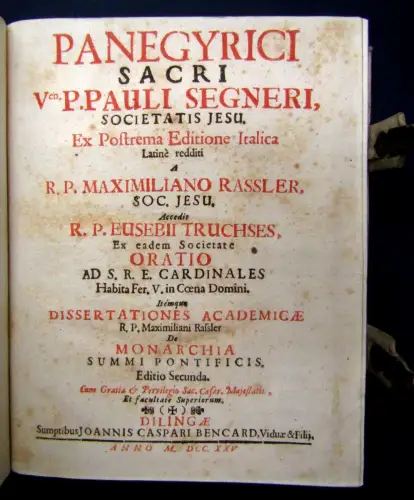 PANEGYRICI
SACRI
Ven. P. PAULI SEGNERI,
SOCIETATIS JESU.
Ex Postrema Editione Italica
Latinè redditi
A
R. P. MAXIMILIANO RASSLER,
SOC. JESU.
Accedit
R. P. EUSEBII TRUCHSES,
Ex eadem Societate
ORATIO
AD S. R. E. CARDINALES
Habita Fer. V. in Cœna Domini.
Itémque
DISSERTATIONES ACADEMICÆ
R. P. Maximiliani Rassler
De
MONARCHIA
SUMMI PONTIFICIS.
Editio Secunda.
Cum Gratia & Privilegio Sac. Cæsar. Majestatis,
Et facultate Superiorum.
DILINGÆ
Sumptibus JOANNIS CASPARI BENCARD, Viduæ & Filij.
ANNO M. DCC. XXV